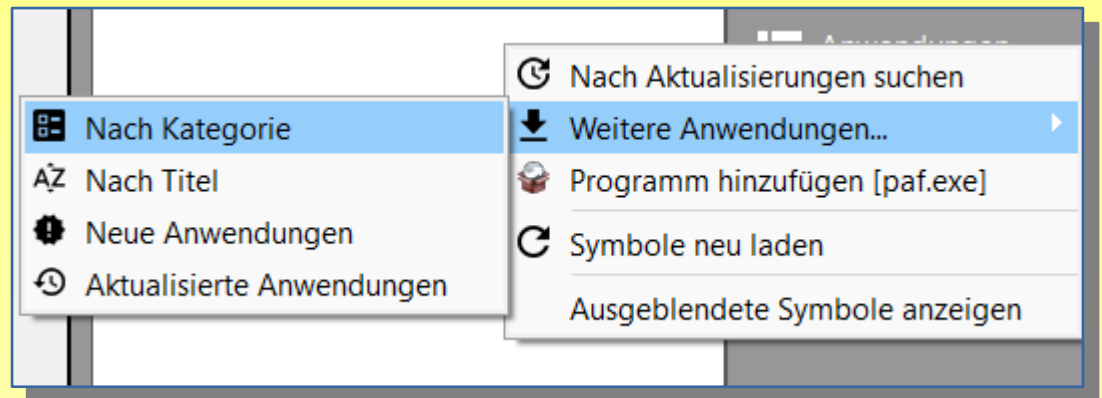 Anwendungen
Nach Aktualisierungen suchen
Weitere Anwendungen...
Programm hinzufügen [paf.exe]
Symbole neu laden
Ausgeblendete Symbole anzeigen
Nach Kategorie
Nach Titel
Neue Anwendungen
Aktualisierte Anwendungen